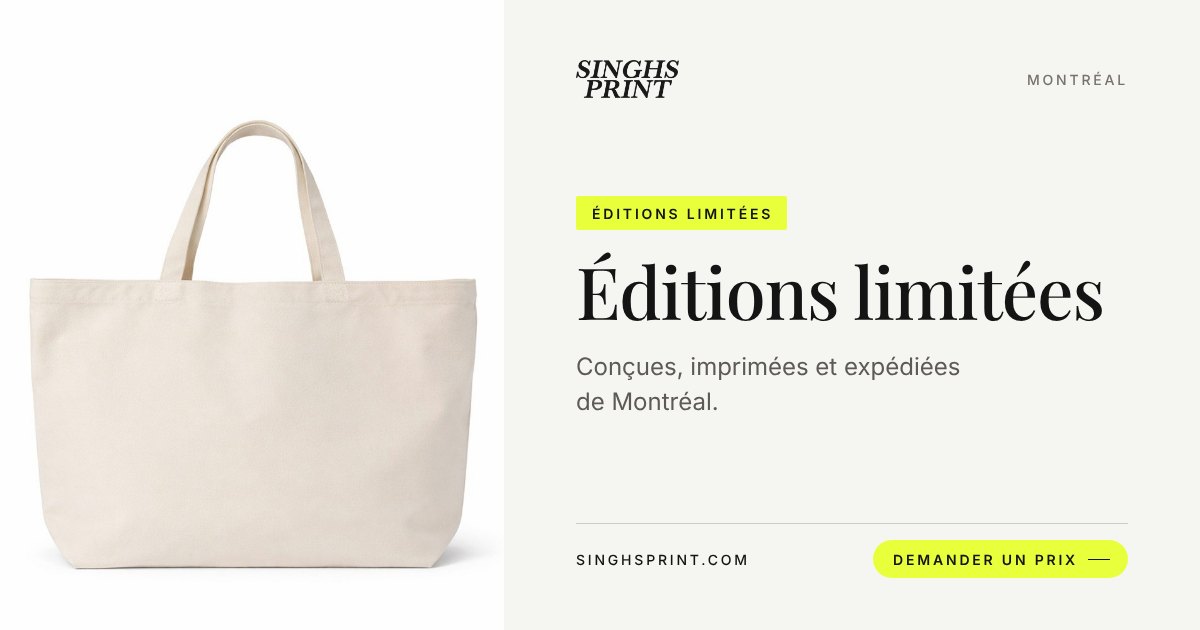 SINGHS
PRINT
MONTRÉAL
ÉDITIONS LIMITÉES
Éditions limitées
Conçues, imprimées et expédiées
de Montréal.
SINGHSPRINT.COM
DEMANDER UN PRIX —